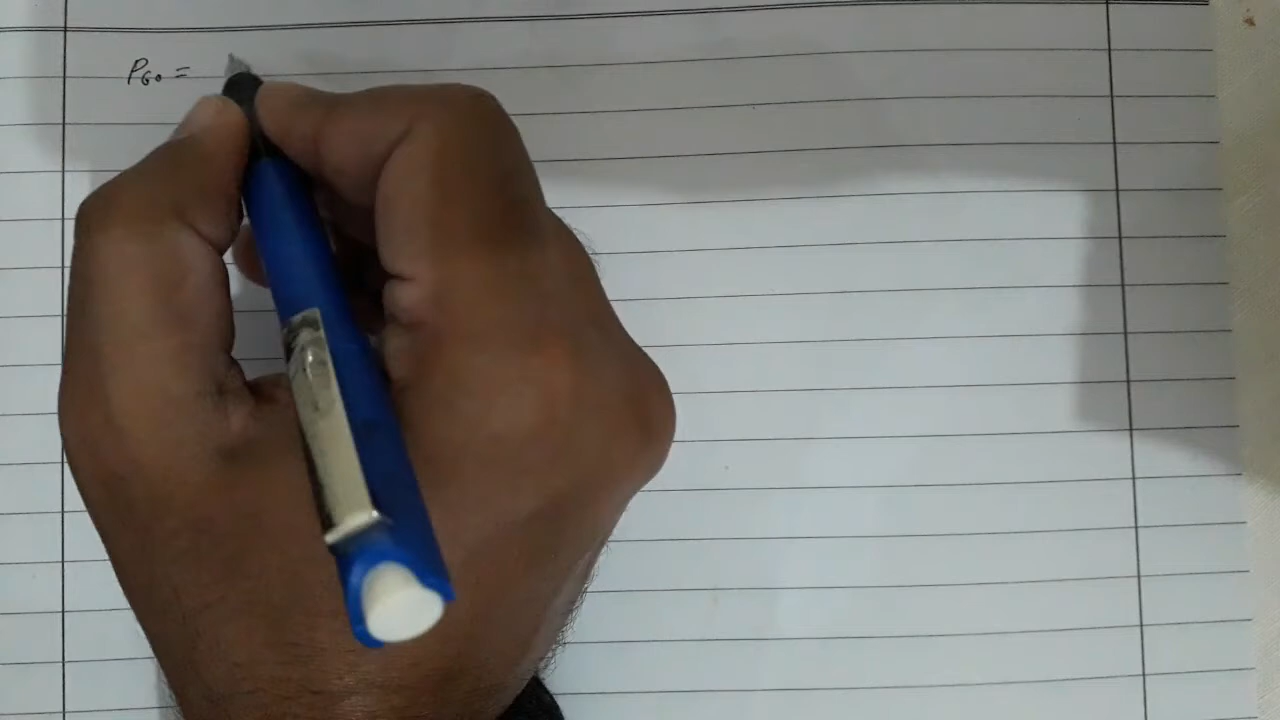 P₆₀ =